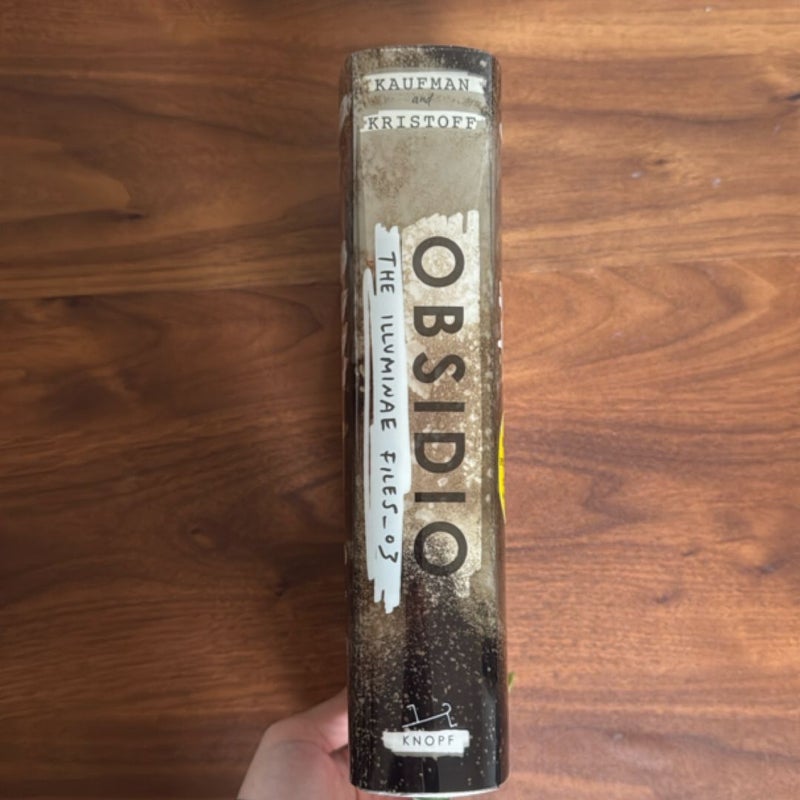 KAUFMAN
and
KRISTOFF
OBSIDIO
THE ILLUMINAE FILES_03
KNOPF